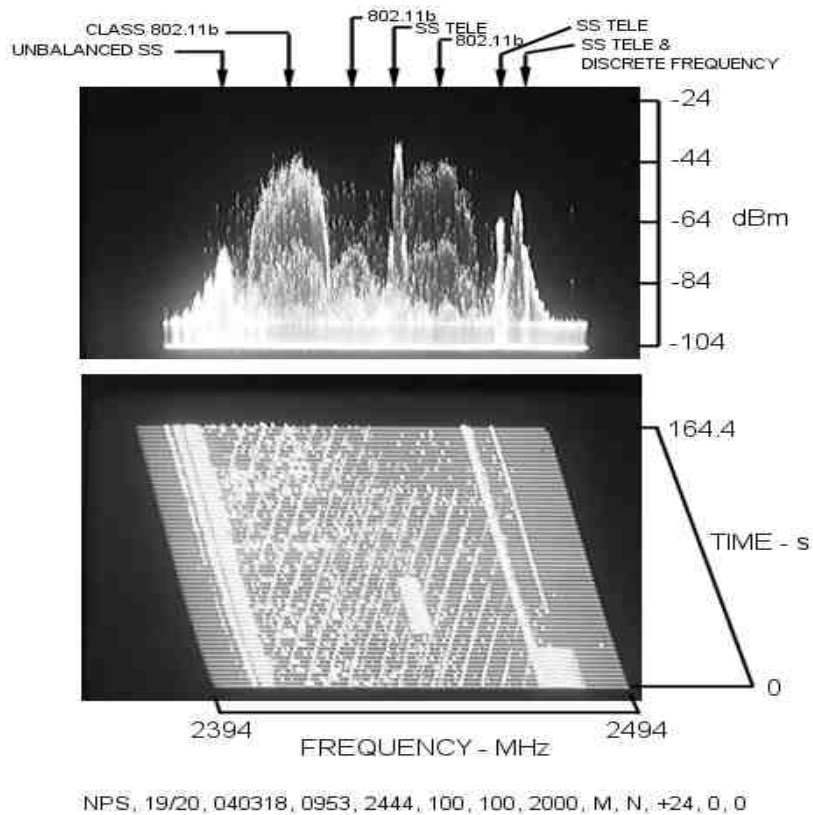 802.11b
SS TELE
SS TELE
CLASS 802.11b
802.11b
SS TELE &
UNBALANCED SS
DISCRETE FREQUENCY
-24
-44
-64 dBm
-84
-104
164.4
TIME - s
0
2394
2494
FREQUENCY - MHz
NPS, 19/20, 040318, 0953, 2444, 100, 100, 2000, M, N, +24, 0, 0